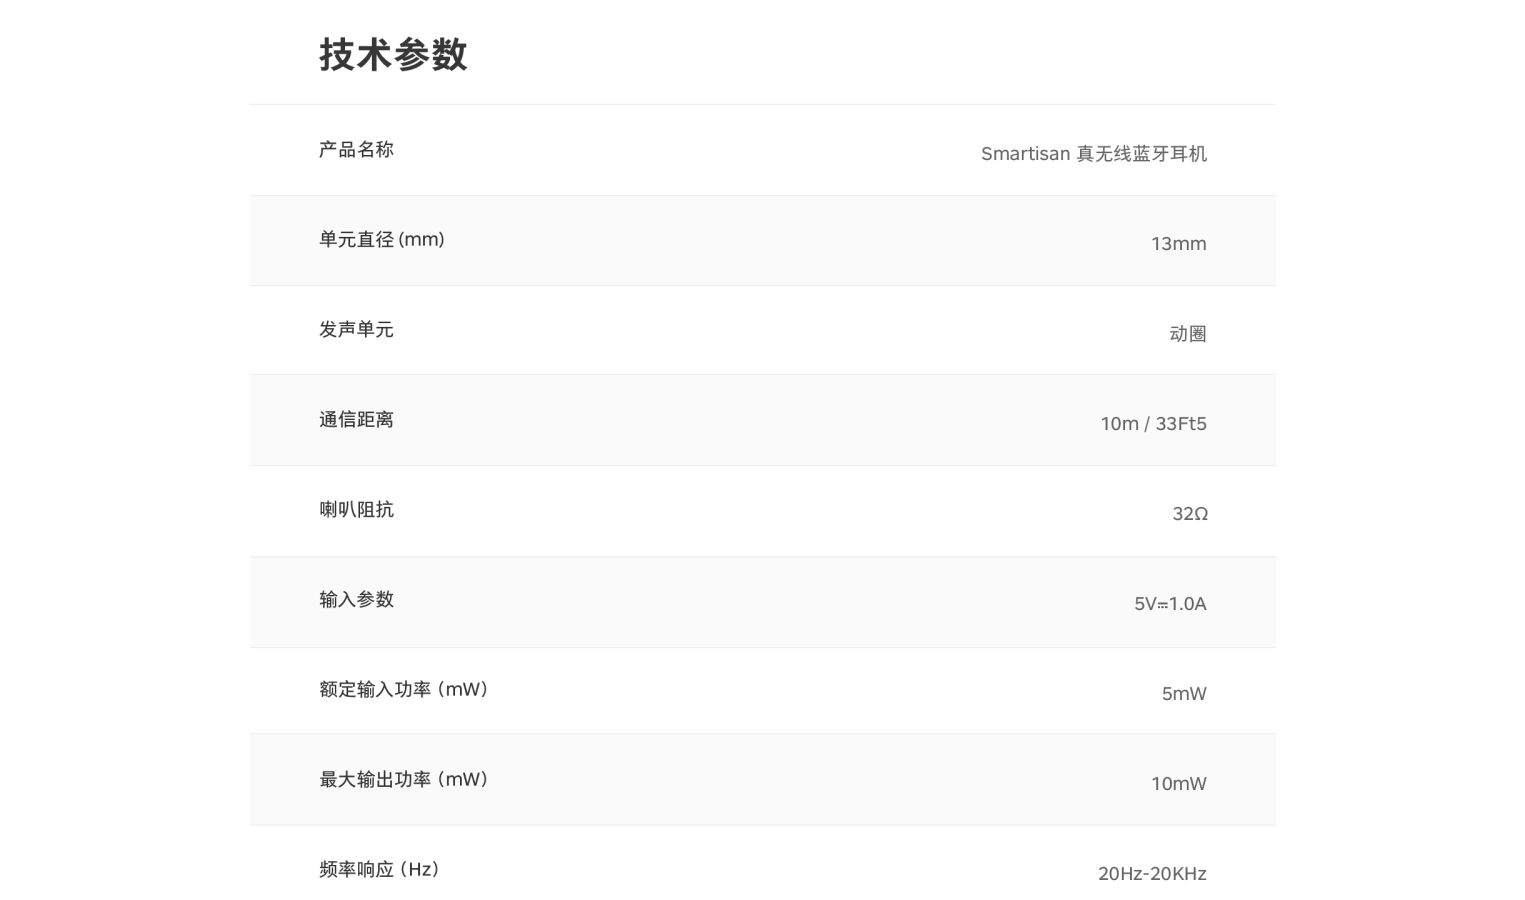 技术参数
产品名称 Smartisan 真无线蓝牙耳机
单元直径 (mm) 13mm
发声单元 动圈
通信距离 10m / 33Ft5
喇叭阻抗 32Ω
输入参数 5V⎓1.0A
额定输入功率（mW） 5mW
最大输出功率（mW） 10mW
频率响应（Hz） 20Hz-20KHz